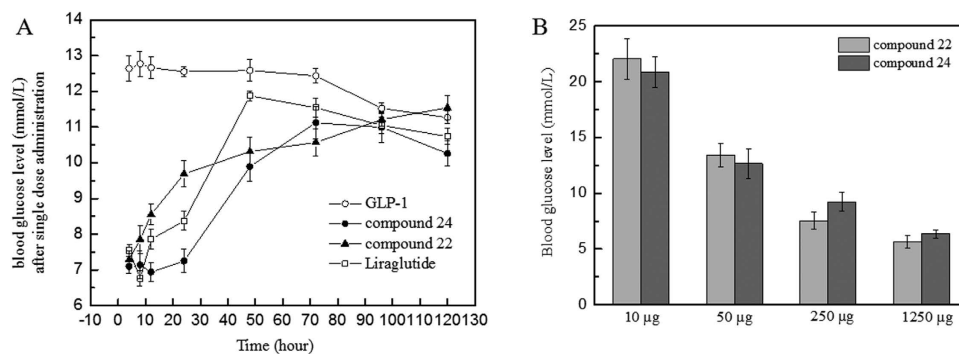 A
blood glucose level (mmol/L)
after single dose administration
13
12
11
10
9
8
7
6
GLP-1
compound 24
compound 22
Liraglutide
-10 0 10 20 30 40 50 60 70 80 90 100 110 120 130
Time (hour)
B
Blood glucose level (mmol/L)
25
20
15
10
5
0
compound 22
compound 24
10 µg 50 µg 250 µg 1250 µg